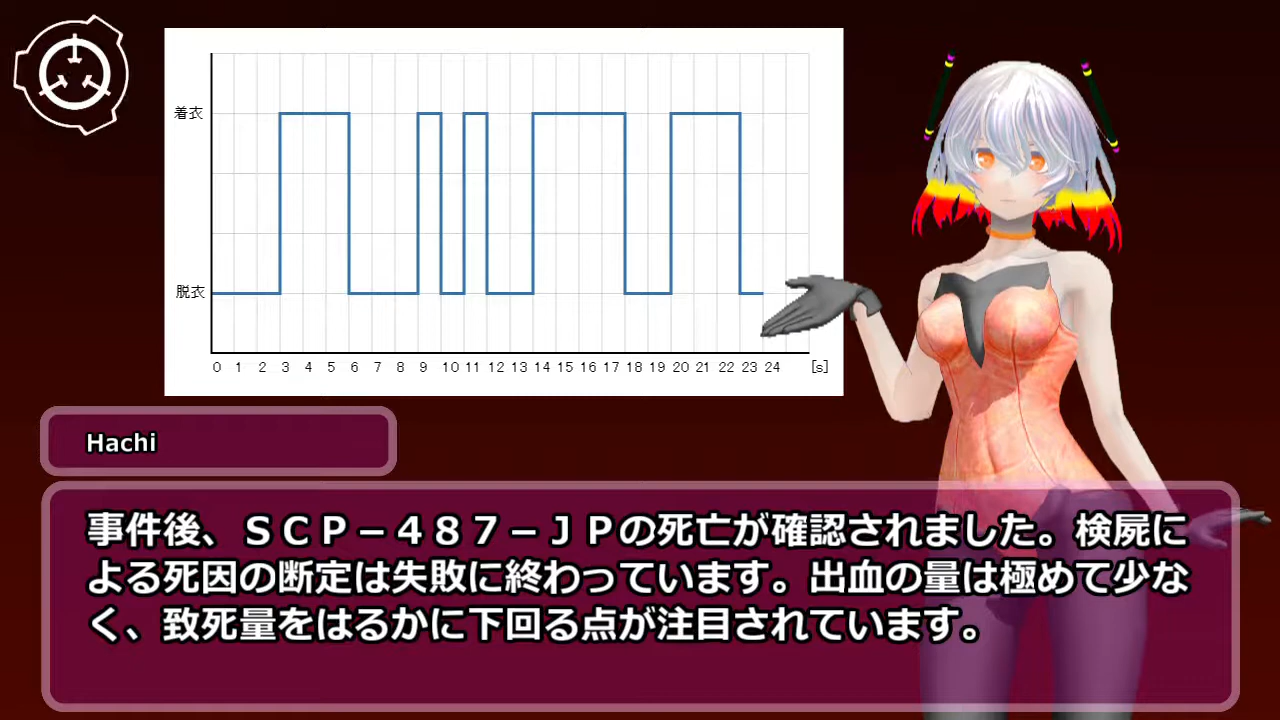 着衣
脱衣
0 1 2 3 4 5 6 7 8 9 10 11 12 13 14 15 16 17 18 19 20 21 22 23 24 [s]
Hachi
事件後、ＳＣＰ－４８７－ＪＰの死亡が確認されました。検屍に
よる死因の断定は失敗に終わっています。出血の量は極めて少な
く、致死量をはるかに下回る点が注目されています。